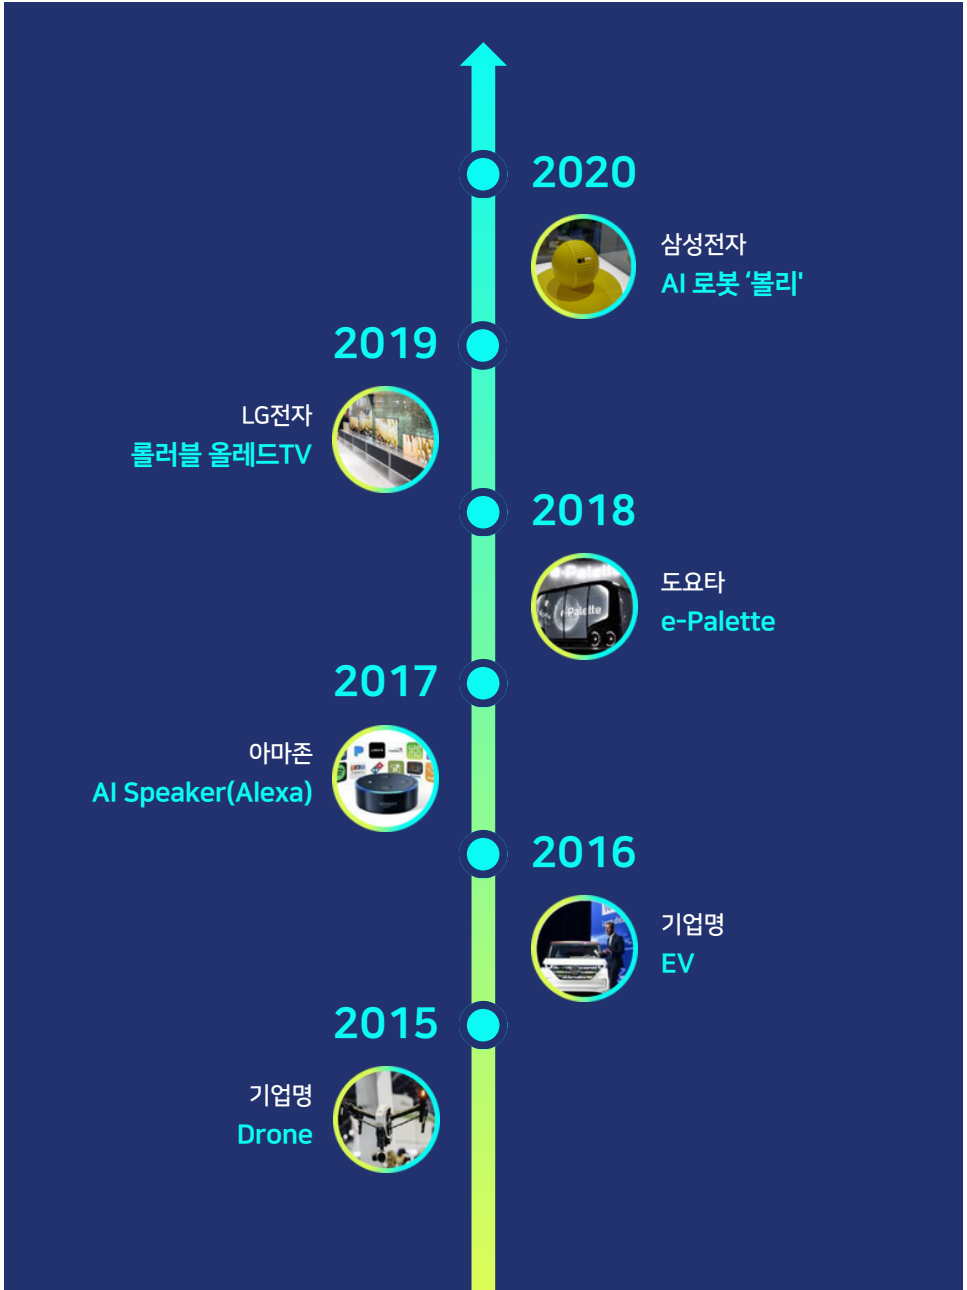 2020
삼성전자
AI 로봇 ‘볼리'
2019
LG전자
롤러블 올레드TV
2018
도요타
e-Palette
e-Palette
2017
아마존
AI Speaker(Alexa)
2016
기업명
EV
2015
기업명
Drone